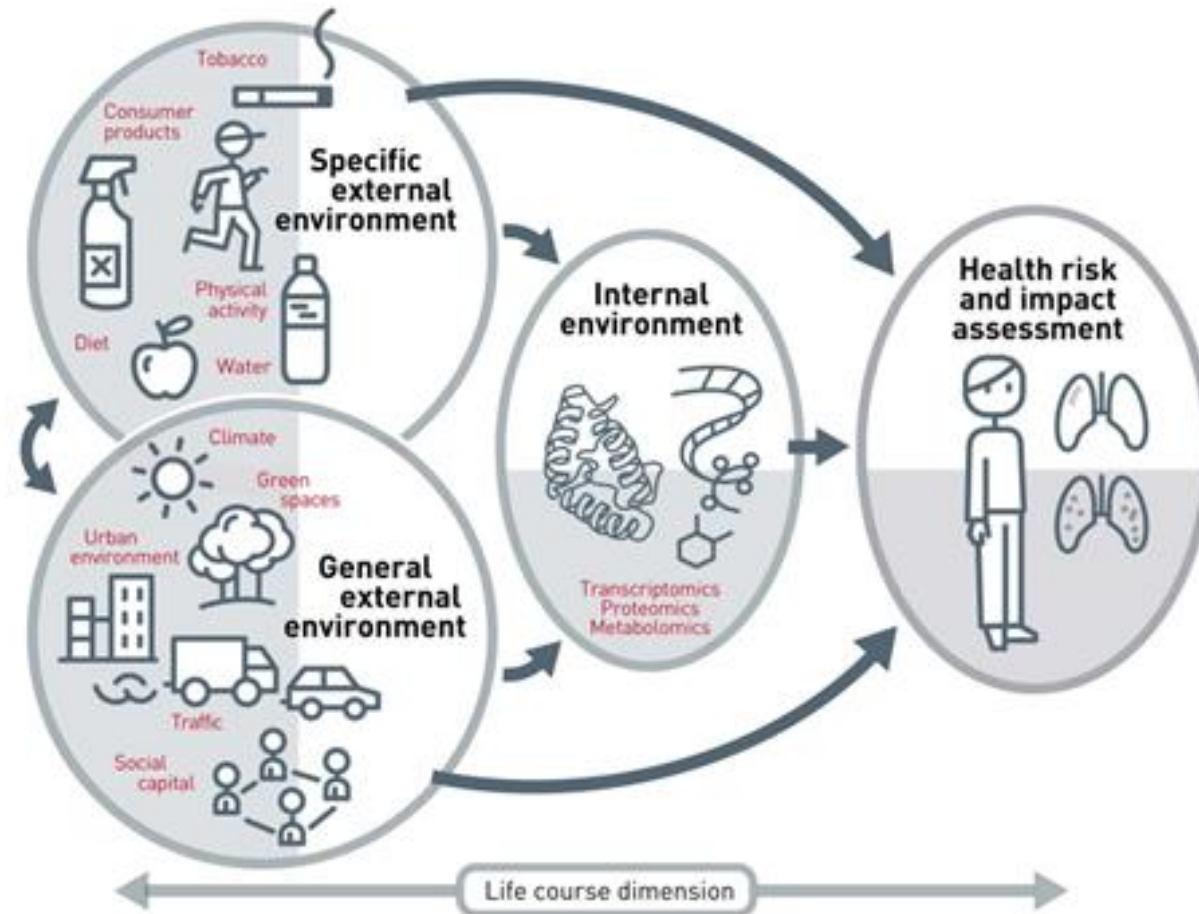 Tobacco
Consumer
products
Specific
external
environment
Physical
activity
Diet
Water
Climate
Green
spaces
Urban
environment
General
external
environment
Traffic
Social
capital
Internal
environment
Transcriptomics
Proteomics
Metabolomics
Health risk
and impact
assessment
Life course dimension